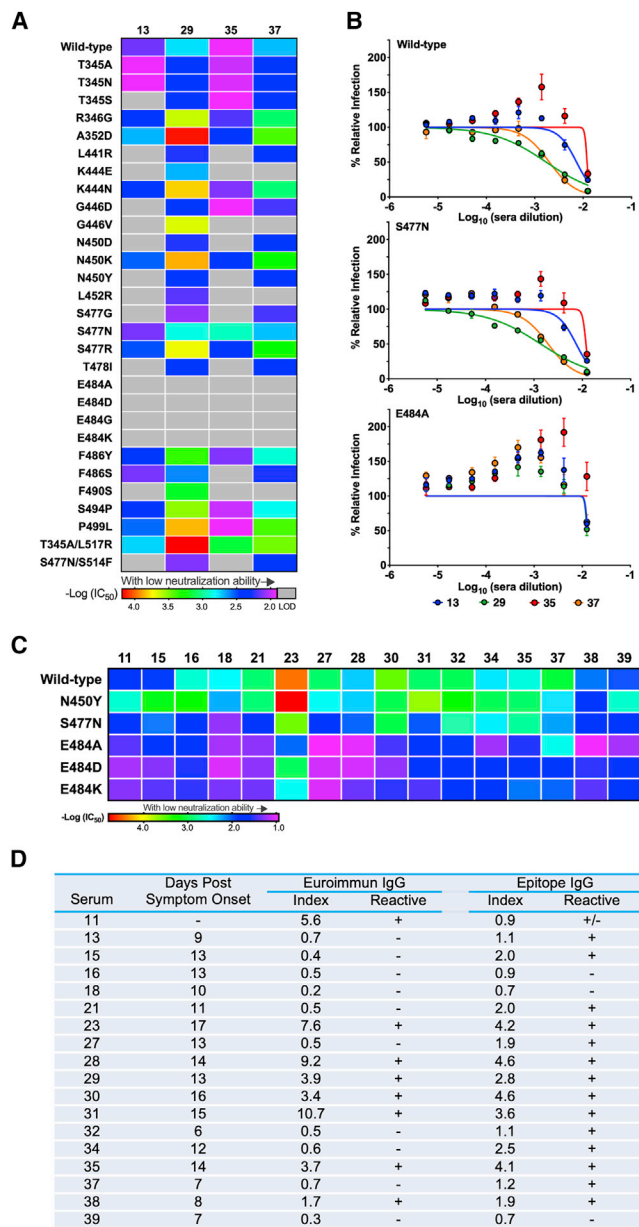 A
13 29 35 37
Wild-type
T345A
T345N
T345S
R346G
A352D
L441R
K444E
K444N
G446D
G446V
N450D
N450K
N450Y
L452R
S477G
S477N
S477R
T478I
E484A
E484D
E484G
E484K
F486Y
F486S
F490S
S494P
P499L
T345A/L517R
S477N/S514F
With low neutralization ability→
-Log (IC50)
4.0 3.5 3.0 2.5 2.0 LOD
B
Wild-type
% Relative Infection
200
150
100
50
0
-6 -5 -4 -3 -2 -1
Log10 (sera dilution)
S477N
% Relative Infection
200
150
100
50
0
-6 -5 -4 -3 -2 -1
Log10 (sera dilution)
E484A
% Relative Infection
200
150
100
50
0
-6 -5 -4 -3 -2 -1
Log10 (sera dilution)
13 29 35 37
C
11 15 16 18 21 23 27 28 30 31 32 34 35 37 38 39
Wild-type
N450Y
S477N
E484A
E484D
E484K
With low neutralization ability →
-Log (IC50)
4.0 3.0 2.0 1.0
D
Days Post Euroimmun IgG Epitope IgG
Serum Symptom Onset Index Reactive Index Reactive
11 - 5.6 + 0.9 +/-
13 9 0.7 - 1.1 +
15 13 0.4 - 2.0 +
16 13 0.5 - 0.9 -
18 10 0.2 - 0.7 -
21 11 0.5 - 2.0 +
23 17 7.6 + 4.2 +
27 13 0.5 - 1.9 +
28 14 9.2 + 4.6 +
29 13 3.9 + 2.8 +
30 16 3.4 + 4.6 +
31 15 10.7 + 3.6 +
32 6 0.5 - 1.1 +
34 12 0.6 - 2.5 +
35 14 3.7 + 4.1 +
37 7 0.7 - 1.2 +
38 8 1.7 + 1.9 +
39 7 0.3 - 0.7 -